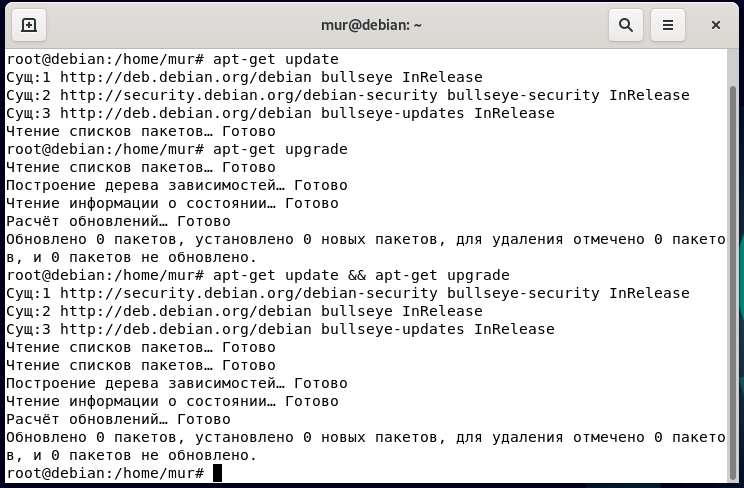 mur@debian: ~
root@debian:/home/mur# apt-get update
Сущ:1 http://deb.debian.org/debian bullseye InRelease
Сущ:2 http://security.debian.org/debian-security bullseye-security InRelease
Сущ:3 http://deb.debian.org/debian bullseye-updates InRelease
Чтение списков пакетов… Готово
root@debian:/home/mur# apt-get upgrade
Чтение списков пакетов… Готово
Построение дерева зависимостей… Готово
Чтение информации о состоянии… Готово
Расчёт обновлений… Готово
Обновлено 0 пакетов, установлено 0 новых пакетов, для удаления отмечено 0 пакето
в, и 0 пакетов не обновлено.
root@debian:/home/mur# apt-get update && apt-get upgrade
Сущ:1 http://security.debian.org/debian-security bullseye-security InRelease
Сущ:2 http://deb.debian.org/debian bullseye InRelease
Сущ:3 http://deb.debian.org/debian bullseye-updates InRelease
Чтение списков пакетов… Готово
Чтение списков пакетов… Готово
Построение дерева зависимостей… Готово
Чтение информации о состоянии… Готово
Расчёт обновлений… Готово
Обновлено 0 пакетов, установлено 0 новых пакетов, для удаления отмечено 0 пакето
в, и 0 пакетов не обновлено.
root@debian:/home/mur#